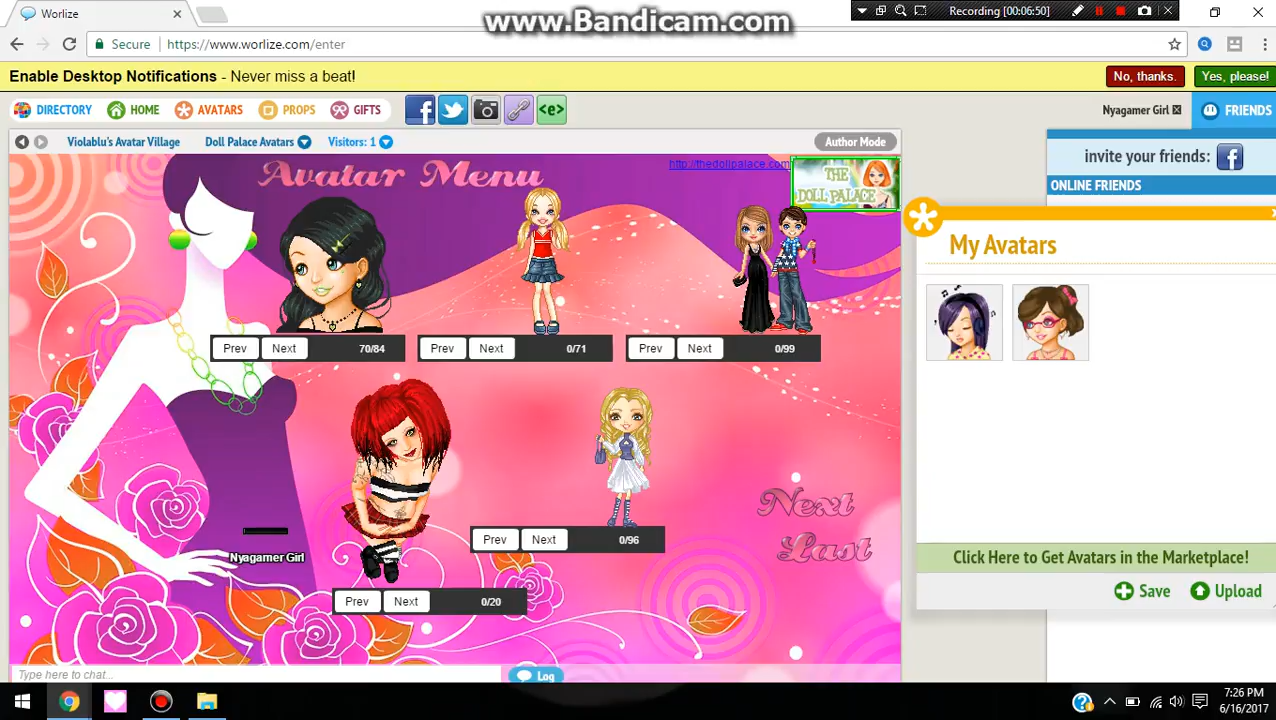 www.Bandicam.com
Worlize
Recording [00:06:50]
Secure
https://www.worlize.com/enter
Enable Desktop Notifications - Never miss a beat!
No, thanks.
Yes, please!
DIRECTORY
HOME
AVATARS
PROPS
GIFTS
<e>
Nyagamer Girl
FRIENDS
Violablu's Avatar Village
Doll Palace Avatars
Visitors: 1
Author Mode
invite your friends:
ONLINE FRIENDS
Avatar Menu
http://thedollpalace.com
THE
DOLL PALACE
My Avatars
Prev Next 70/84
Prev Next 0/71
Prev Next 0/99
Next
Last
Prev Next 0/96
Nyagamer Girl
Prev Next 0/20
Click Here to Get Avatars in the Marketplace!
Save
Upload
Type here to chat...
Log
7:26 PM
6/16/2017